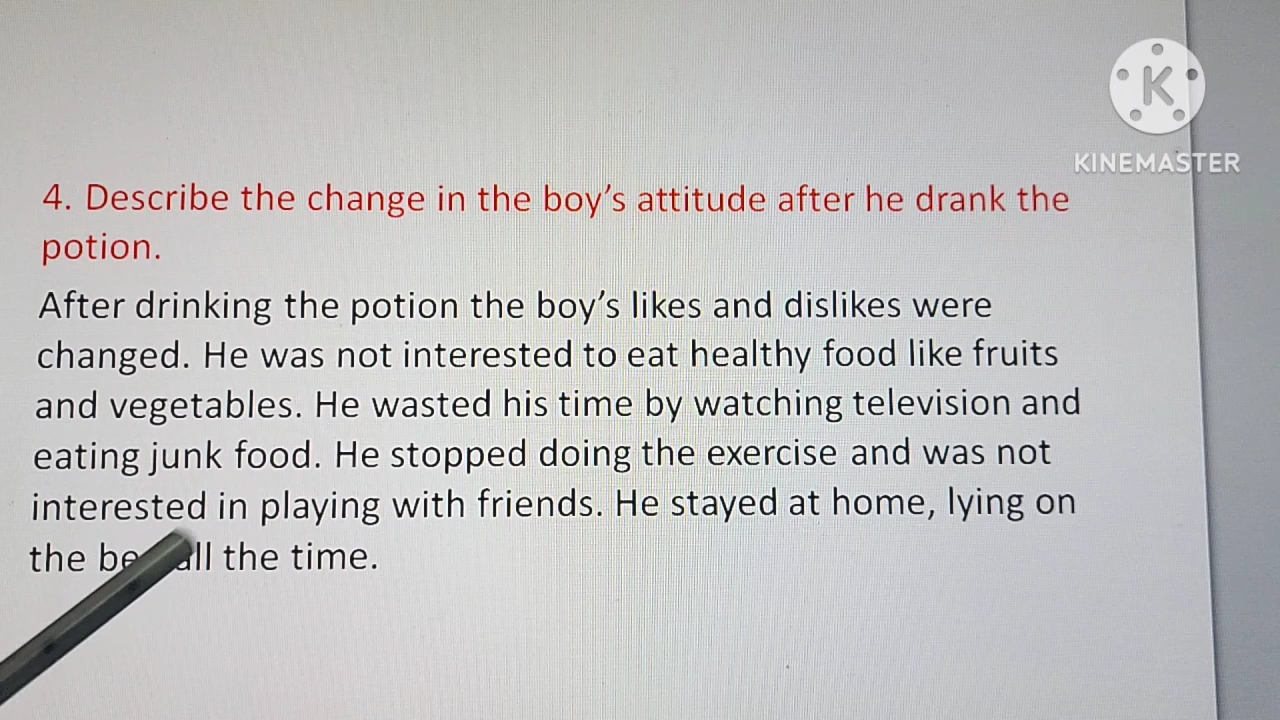 KINEMASTER
4. Describe the change in the boy's attitude after he drank the
potion.
After drinking the potion the boy's likes and dislikes were
changed. He was not interested to eat healthy food like fruits
and vegetables. He wasted his time by watching television and
eating junk food. He stopped doing the exercise and was not
interested in playing with friends. He stayed at home, lying on
the all the time.